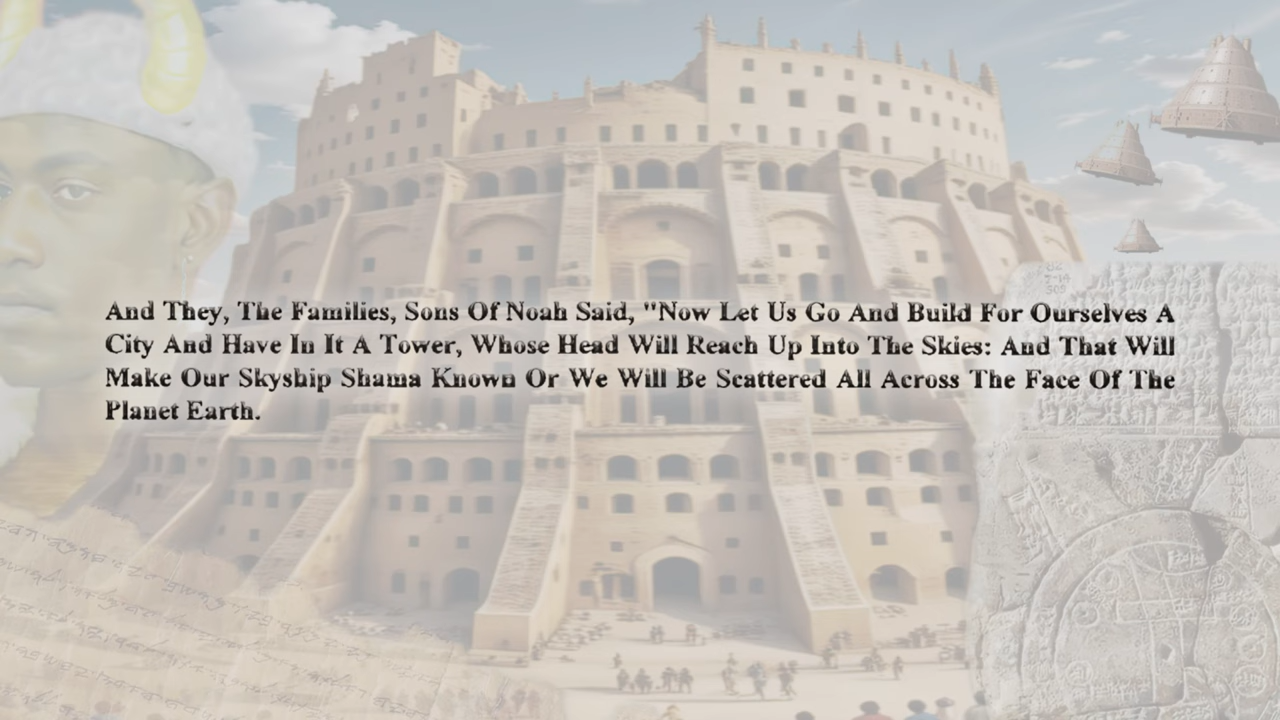 And They, The Families, Sons Of Noah Said, "Now Let Us Go And Build For Ourselves A
City And Have In It A Tower, Whose Head Will Reach Up Into The Skies: And That Will
Make Our Skyship Shama Known Or We Will Be Scattered All Across The Face Of The
Planet Earth.